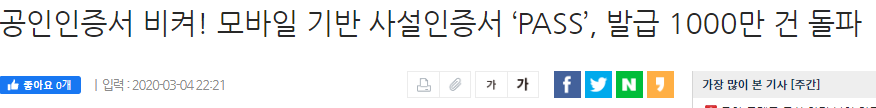 공인인증서 비켜! 모바일 기반 사설인증서 ‘PASS’, 발급 1000만 건 돌파
좋아요 0개 | 입력 : 2020-03-04 22:21 가 가 f N
가장 많이 본 기사 [주간]